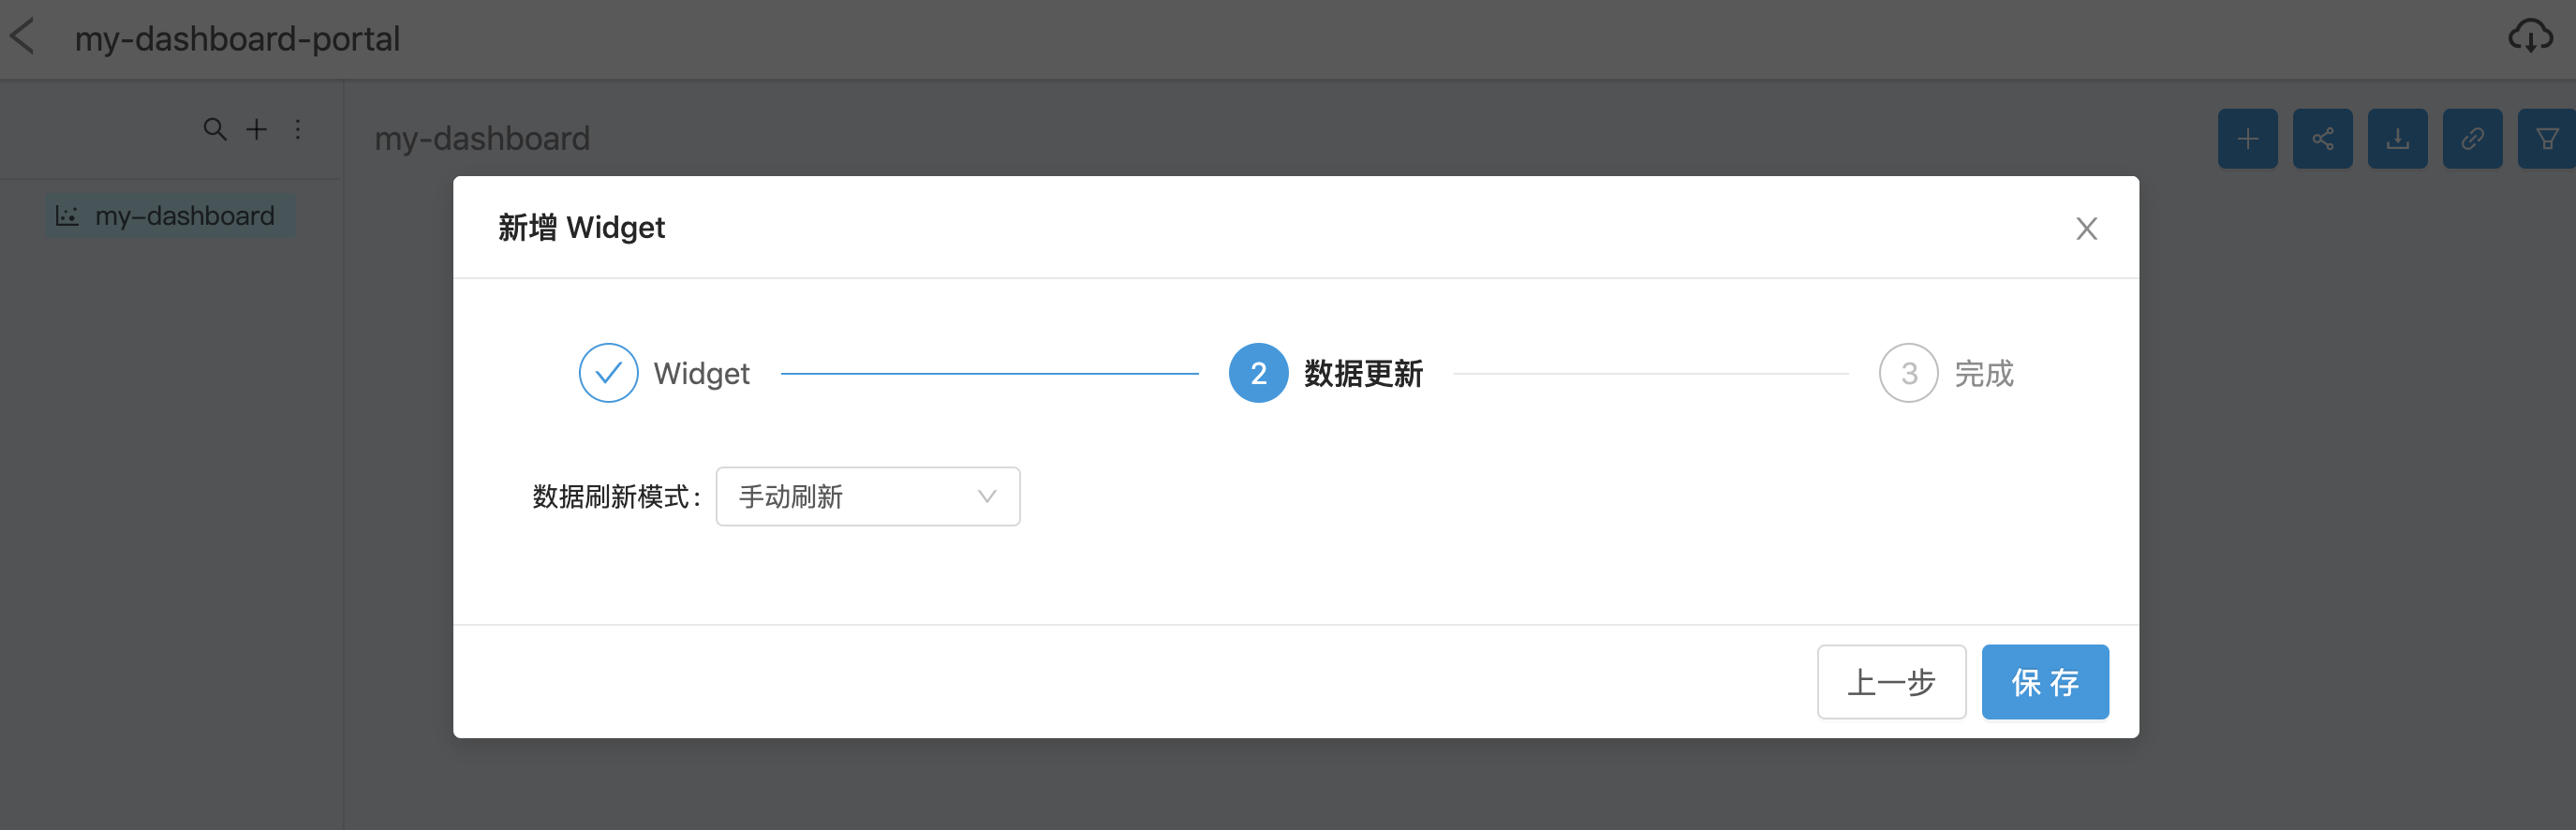 my-dashboard-portal
my-dashboard
my-dashboard
新增 Widget
Widget
2 数据更新
3 完成
数据刷新模式: 手动刷新
上一步 保 存